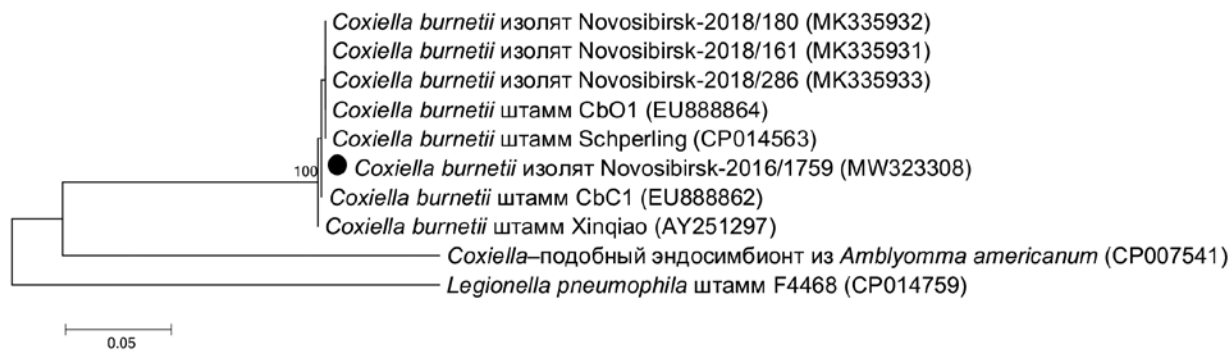 Coxiella burnetii изолят Novosibirsk-2018/180 (MK335932)
Coxiella burnetii изолят Novosibirsk-2018/161 (MK335931)
Coxiella burnetii изолят Novosibirsk-2018/286 (MK335933)
Coxiella burnetii штамм CbO1 (EU888864)
Coxiella burnetii штамм Schperling (CP014563)
100 Coxiella burnetii изолят Novosibirsk-2016/1759 (MW323308)
Coxiella burnetii штамм CbC1 (EU888862)
Coxiella burnetii штамм Xinqiao (AY251297)
Coxiella–подобный эндосимбионт из Amblyomma americanum (CP007541)
Legionella pneumophila штамм F4468 (CP014759)
0.05